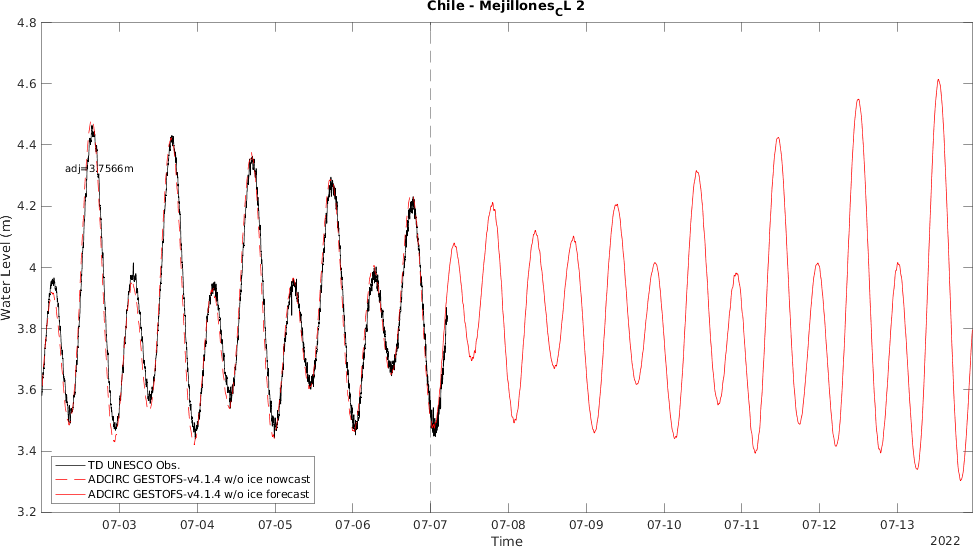 Chile - Mejillones_CL 2
4.8
4.6
4.4
4.2
4
3.8
3.6
3.4
3.2
Water Level (m)
adj=3.7566m
TD UNESCO Obs.
ADCIRC GESTOFS-v4.1.4 w/o ice nowcast
ADCIRC GESTOFS-v4.1.4 w/o ice forecast
07-03 07-04 07-05 07-06 07-07 07-08 07-09 07-10 07-11 07-12 07-13
Time
2022